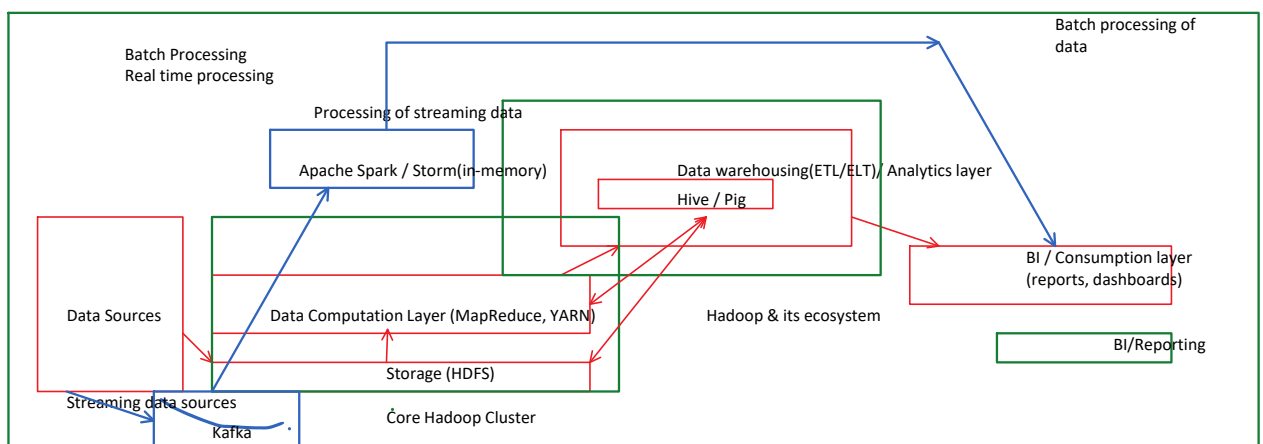 Batch processing of
data
Batch Processing
Real time processing
Processing of streaming data
Apache Spark / Storm(in-memory)
Data warehousing(ETL/ELT)/ Analytics layer
Hive / Pig
BI / Consumption layer
(reports, dashboards)
Data Sources
Data Computation Layer (MapReduce, YARN)
Hadoop & its ecosystem
BI/Reporting
Storage (HDFS)
Streaming data sources
Core Hadoop Cluster
Kafka